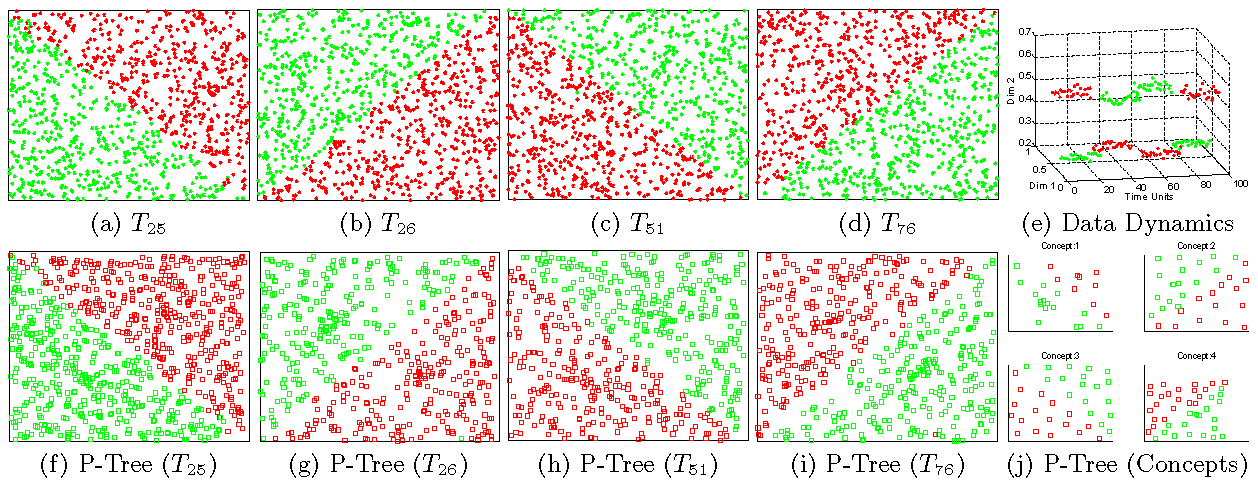 0.7
0.6
0.5
0.4
0.3
0.2
Dim 2
1
0.5
0
Dim 1
0
20
40
60
80
100
Time Units
(a) T25
(b) T26
(c) T51
(d) T76
(e) Data Dynamics
Concept:1
Concept:2
Concept:3
Concept:4
(f) P-Tree (T25)
(g) P-Tree (T26)
(h) P-Tree (T51)
(i) P-Tree (T76)
(j) P-Tree (Concepts)